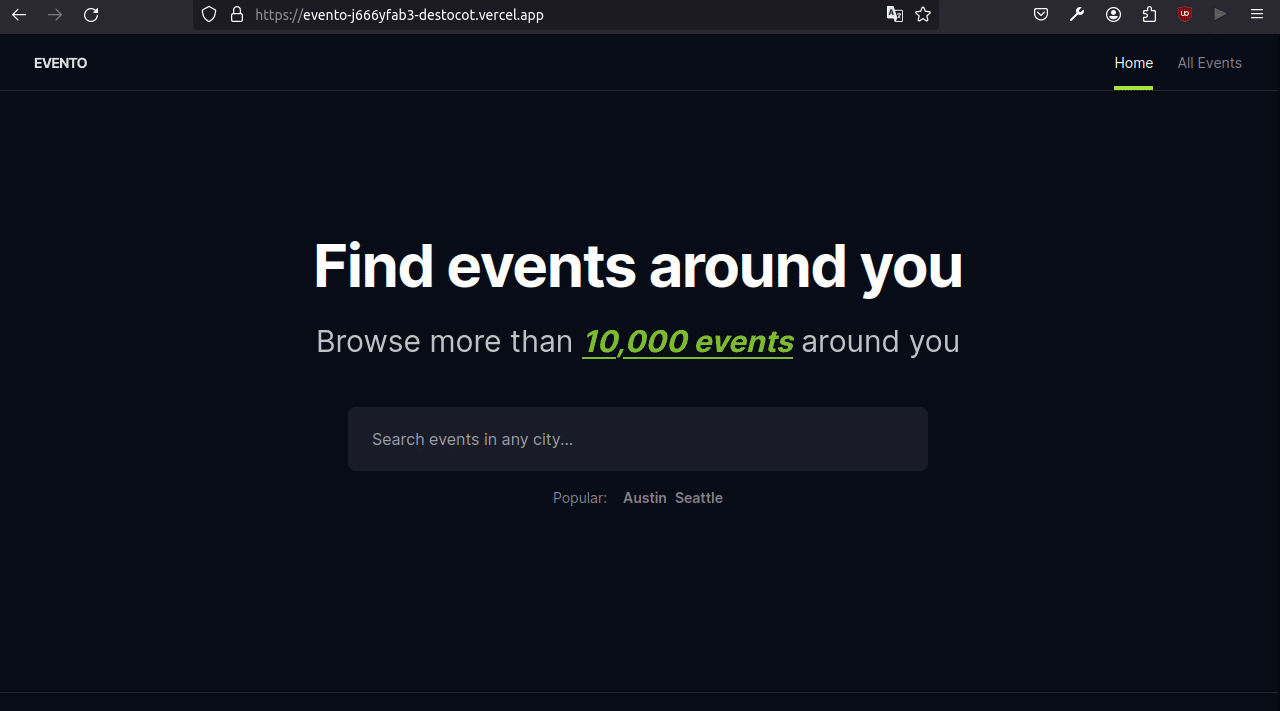 https://evento-j666yfab3-destocot.vercel.app
EVENTO
Home
All Events
Find events around you
Browse more than 10,000 events around you
Search events in any city...
Popular: Austin Seattle